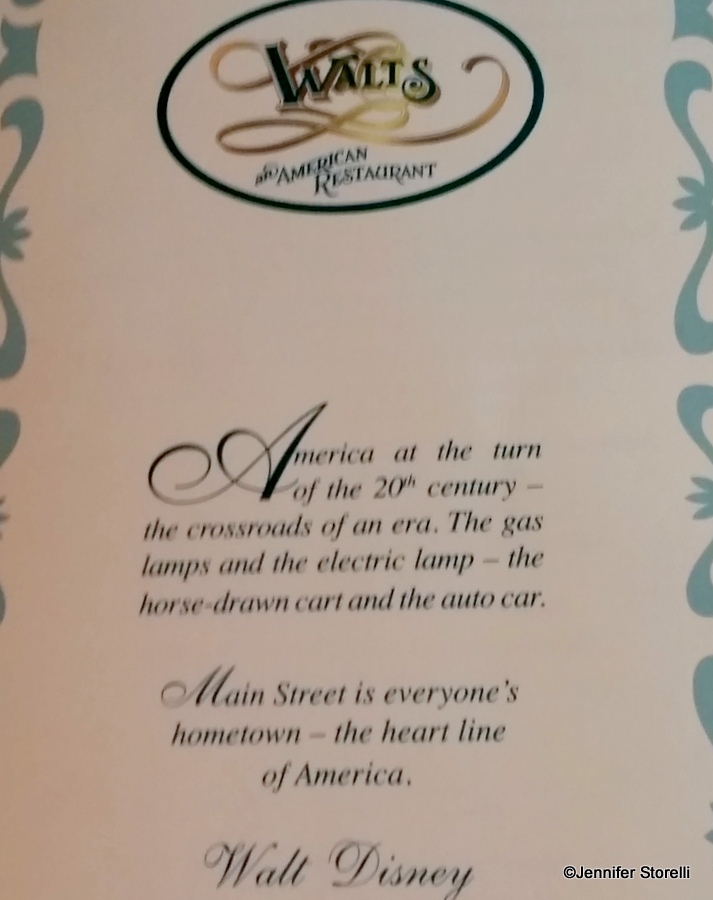 WALT'S
AN AMERICAN
RESTAURANT
America at the turn
of the 20th century –
the crossroads of an era. The gas
lamps and the electric lamp – the
horse-drawn cart and the auto car.
Main Street is everyone's
hometown – the heart line
of America.
Walt Disney
©Jennifer Storelli